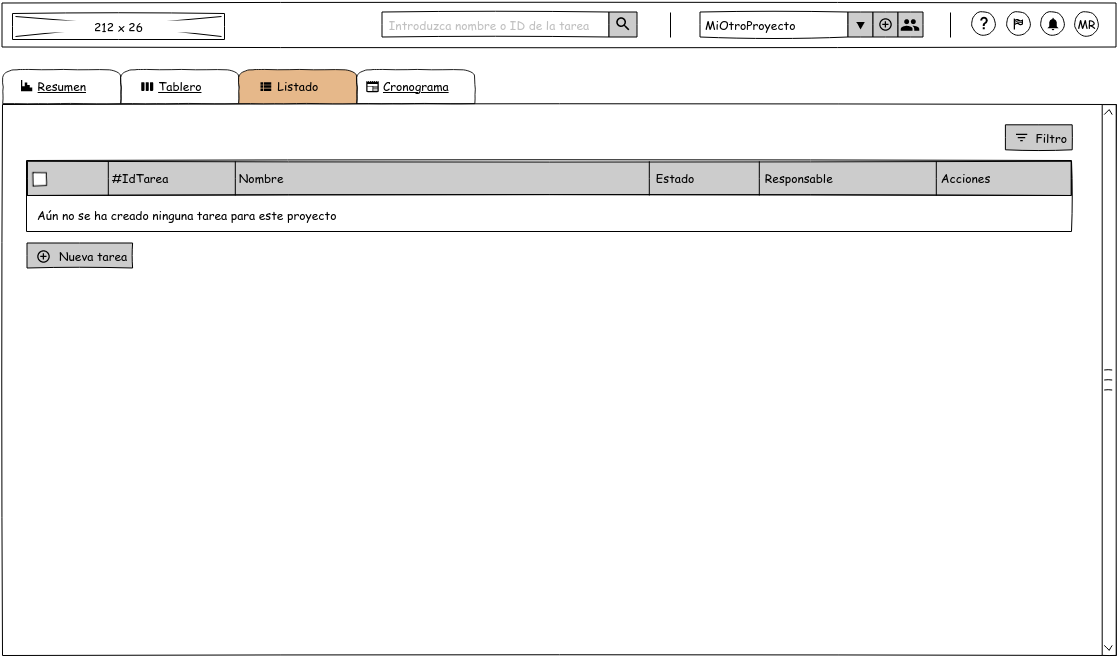 212 x 26
Introduzca nombre o ID de la tarea
MiOtroProyecto
?
MR
Resumen
Tablero
Listado
Cronograma
Filtro
#IdTarea Nombre Estado Responsable Acciones
Aún no se ha creado ninguna tarea para este proyecto
Nueva tarea